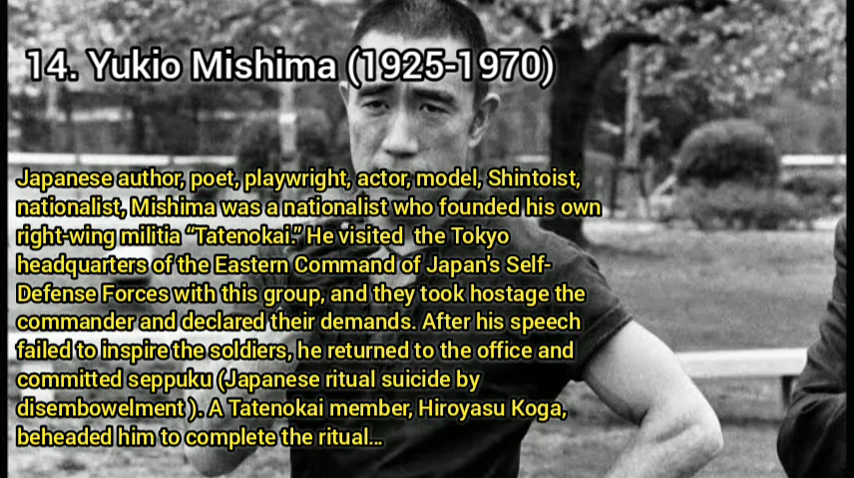 14. Yukio Mishima (1925-1970)
Japanese author, poet, playwright, actor, model, Shintoist,
nationalist, Mishima was a nationalist who founded his own
right-wing militia “Tatenokai.” He visited the Tokyo
headquarters of the Eastern Command of Japan's Self-
Defense Forces with this group, and they took hostage the
commander and declared their demands. After his speech
failed to inspire the soldiers, he returned to the office and
committed seppuku (Japanese ritual suicide by
disembowelment ). A Tatenokai member, Hiroyasu Koga,
beheaded him to complete the ritual...